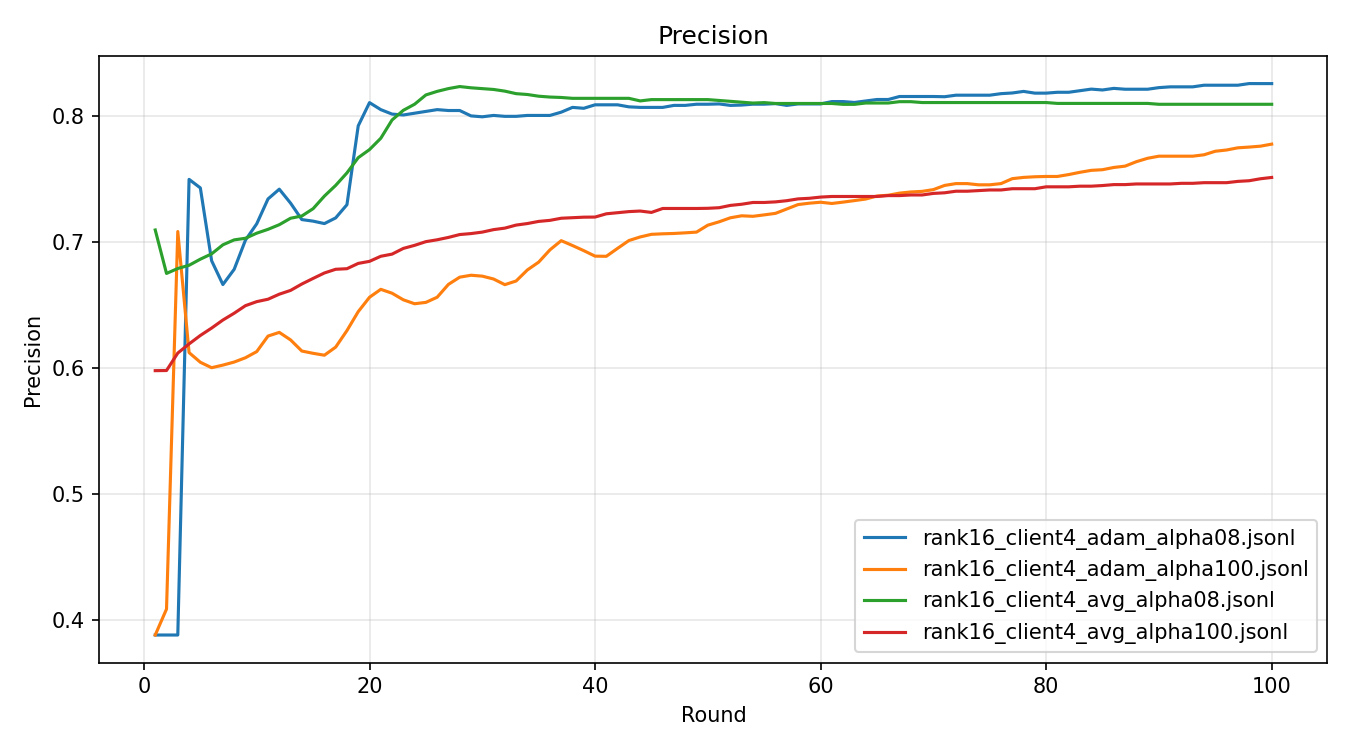 Precision
Precision
0.8
0.7
0.6
0.5
0.4
0
20
40
60
80
100
Round
rank16_client4_adam_alpha08.jsonl
rank16_client4_adam_alpha100.jsonl
rank16_client4_avg_alpha08.jsonl
rank16_client4_avg_alpha100.jsonl